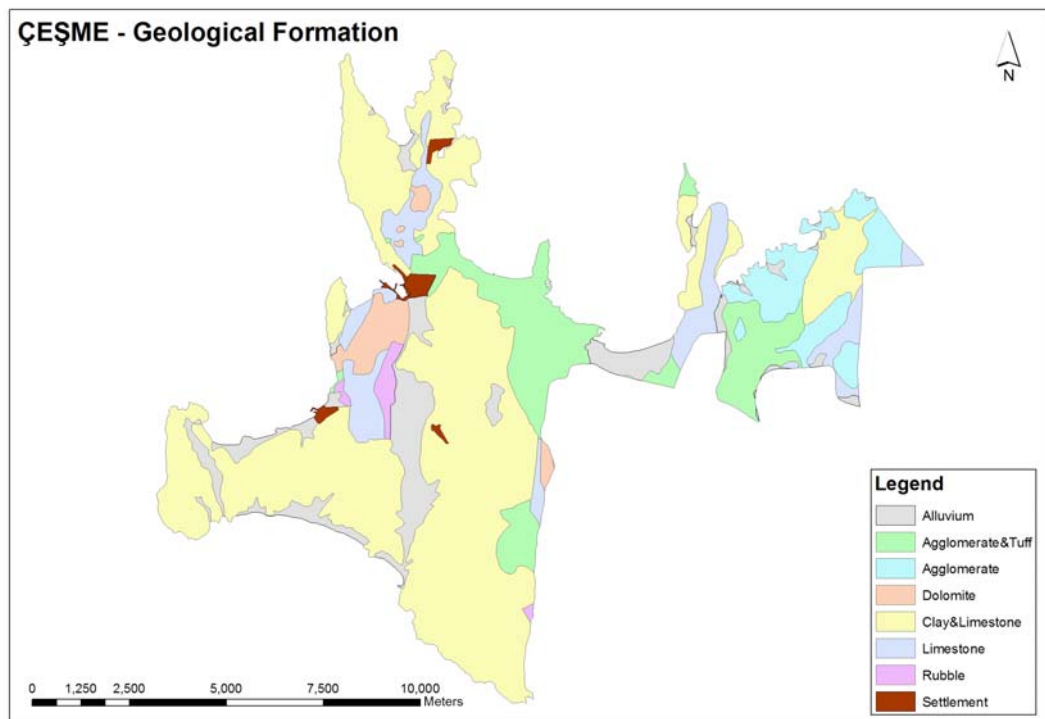 ÇEŞME - Geological Formation
N
Legend
Alluvium
Agglomerate&Tuff
Agglomerate
Dolomite
Clay&Limestone
Limestone
Rubble
Settlement
0 1,250 2,500 5,000 7,500 10,000
Meters